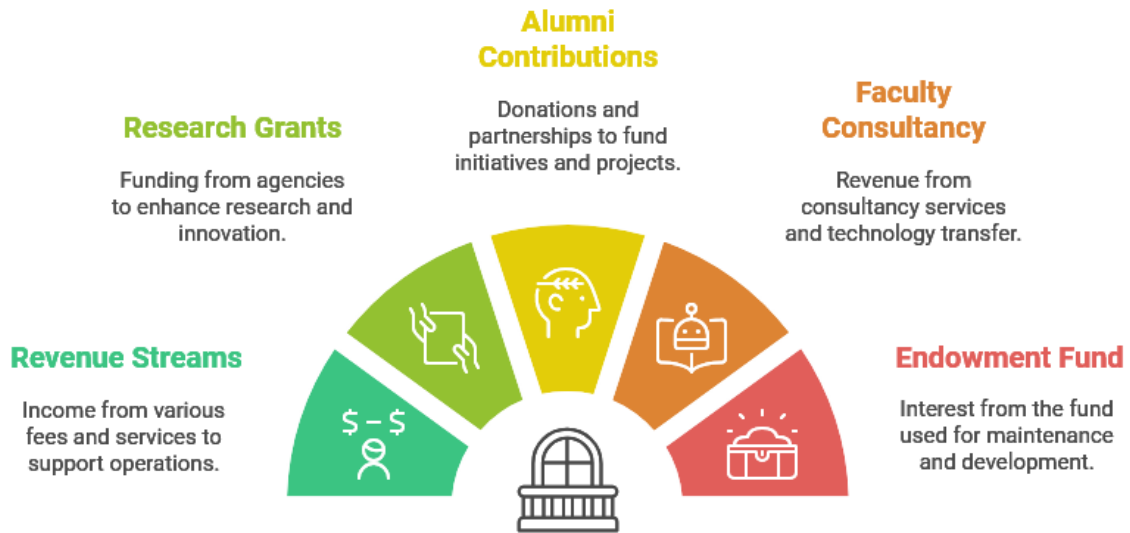 Revenue Streams
Income from various
fees and services to
support operations.
Research Grants
Funding from agencies
to enhance research and
innovation.
Alumni
Contributions
Donations and
partnerships to fund
initiatives and projects.
Faculty
Consultancy
Revenue from
consultancy services
and technology transfer.
Endowment Fund
Interest from the fund
used for maintenance
and development.
$ – $